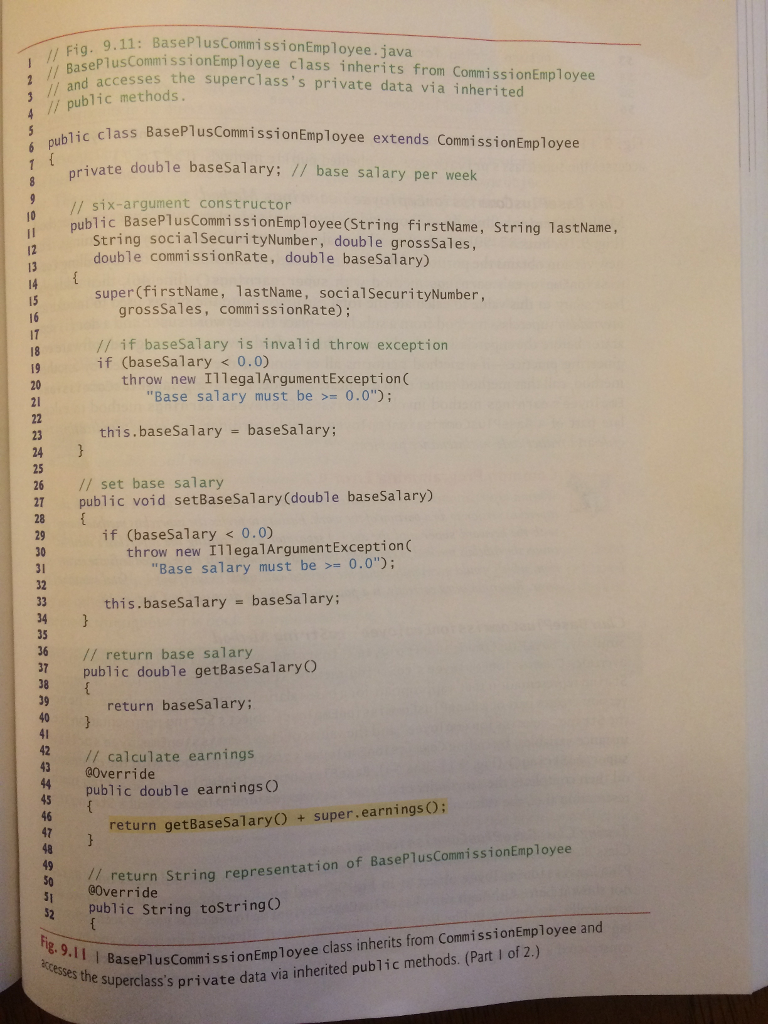 1 // Fig. 9.11: BasePlusCommissionEmployee.java
2 // BasePlusCommissionEmployee class inherits from CommissionEmployee
3 // and accesses the superclass's private data via inherited
4 // public methods.
5
6 public class BasePlusCommissionEmployee extends CommissionEmployee
7 {
8 private double baseSalary; // base salary per week
9
10 // six-argument constructor
11 public BasePlusCommissionEmployee(String firstName, String lastName,
12 String socialSecurityNumber, double grossSales,
13 double commissionRate, double baseSalary)
14 {
15 super(firstName, lastName, socialSecurityNumber,
16 grossSales, commissionRate);
17
18 // if baseSalary is invalid throw exception
19 if (baseSalary < 0.0)
20 throw new IllegalArgumentException(
21 "Base salary must be >= 0.0");
22
23 this.baseSalary = baseSalary;
24 }
25
26 // set base salary
27 public void setBaseSalary(double baseSalary)
28 {
29 if (baseSalary < 0.0)
30 throw new IllegalArgumentException(
31 "Base salary must be >= 0.0");
32
33 this.baseSalary = baseSalary;
34 }
35
36 // return base salary
37 public double getBaseSalary()
38 {
39 return baseSalary;
40 }
41
42 // calculate earnings
43 @Override
44 public double earnings()
45 {
46 return getBaseSalary() + super.earnings();
47 }
48
49 // return String representation of BasePlusCommissionEmployee
50 @Override
51 public String toString()
52 {
Fig. 9.11 | BasePlusCommissionEmployee class inherits from CommissionEmployee and
accesses the superclass's private data via inherited public methods. (Part 1 of 2.)